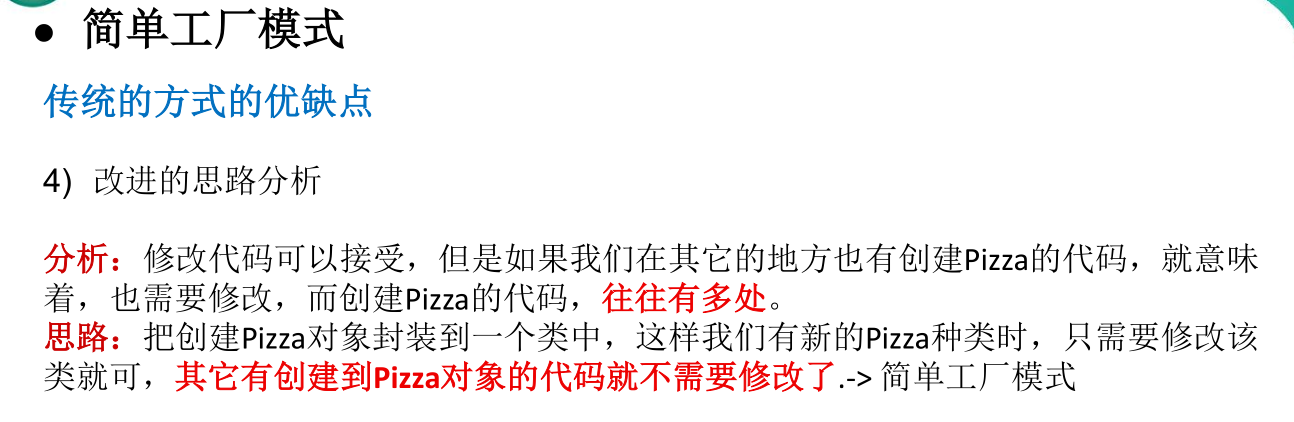 ● 简单工厂模式
传统的方式的优缺点
4) 改进的思路分析
分析：修改代码可以接受，但是如果我们在其它的地方也有创建Pizza的代码，就意味
着，也需要修改，而创建Pizza的代码，往往有多处。
思路：把创建Pizza对象封装到一个类中，这样我们有新的Pizza种类时，只需要修改该
类就可，其它有创建到Pizza对象的代码就不需要修改了.-> 简单工厂模式